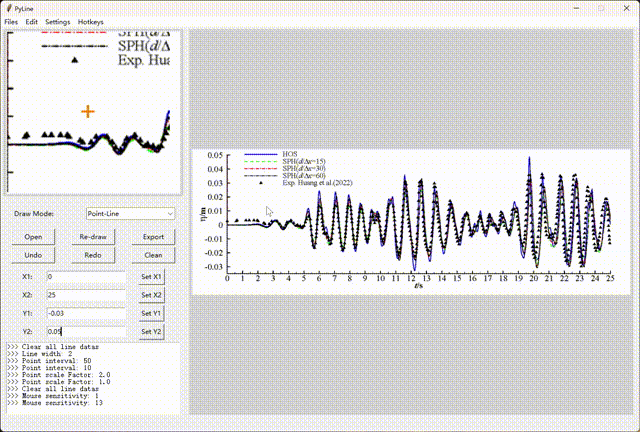 PyLine
Files Edit Settings Hotkeys
SPH(d/Δ
SPH(d/Δ
Exp. Hua
Draw Mode: Point-Line
Open Re-draw Export
Undo Redo Clean
X1: 0 Set X1
X2: 25 Set X2
Y1: -0.03 Set Y1
Y2: 0.05 Set Y2
>>> Clear all line datas
>>> Line width: 2
>>> Point interval: 50
>>> Point interval: 10
>>> Point scale Factor: 2.0
>>> Point scale Factor: 1.0
>>> Clear all line datas
>>> Mouse sensitivity: 1
>>> Mouse sensitivity: 13
HOS
SPH(d/Δx=15)
SPH(d/Δx=30)
SPH(d/Δx=60)
Exp. Huang et al.(2022)
η/m
0.05
0.04
0.03
0.02
0.01
0
-0.01
-0.02
-0.03
0 1 2 3 4 5 6 7 8 9 10 11 12 13 14 15 16 17 18 19 20 21 22 23 24 25
t/s